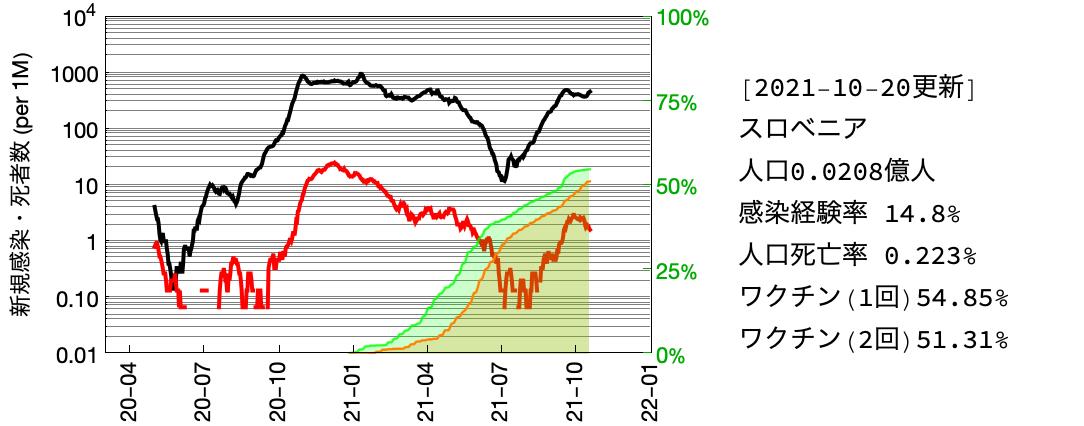 新規感染・死者数 (per 1M)
10⁴
1000
100
10
1
0.10
0.01
100%
75%
50%
25%
0%
20-04
20-07
20-10
21-01
21-04
21-07
21-10
22-01
[2021-10-20更新]
スロベニア
人口0.0208億人
感染経験率 14.8%
人口死亡率 0.223%
ワクチン(1回)54.85%
ワクチン(2回)51.31%